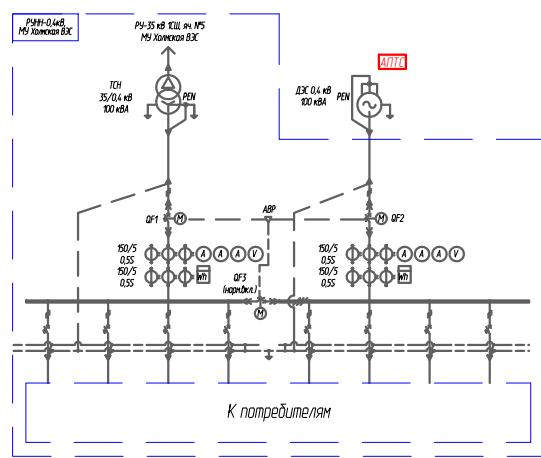 РУНН-0,4кВ,
МУ Холмская ВЭС
РУ-35 кВ 1СШ, яч. №5
МУ Холмская ВЭС
АПТС
ТСН
35/0,4 кВ
100 кВА
PEN
ДЭС 0,4 кВ
100 кВА
PEN
QF1
М
АВР
М
QF2
150/5
0,5S
А А А V
150/5
0,5S
А А А V
150/5
0,5S
Wh
QF3
(норм.вкл.)
М
150/5
0,5S
Wh
К потребителям